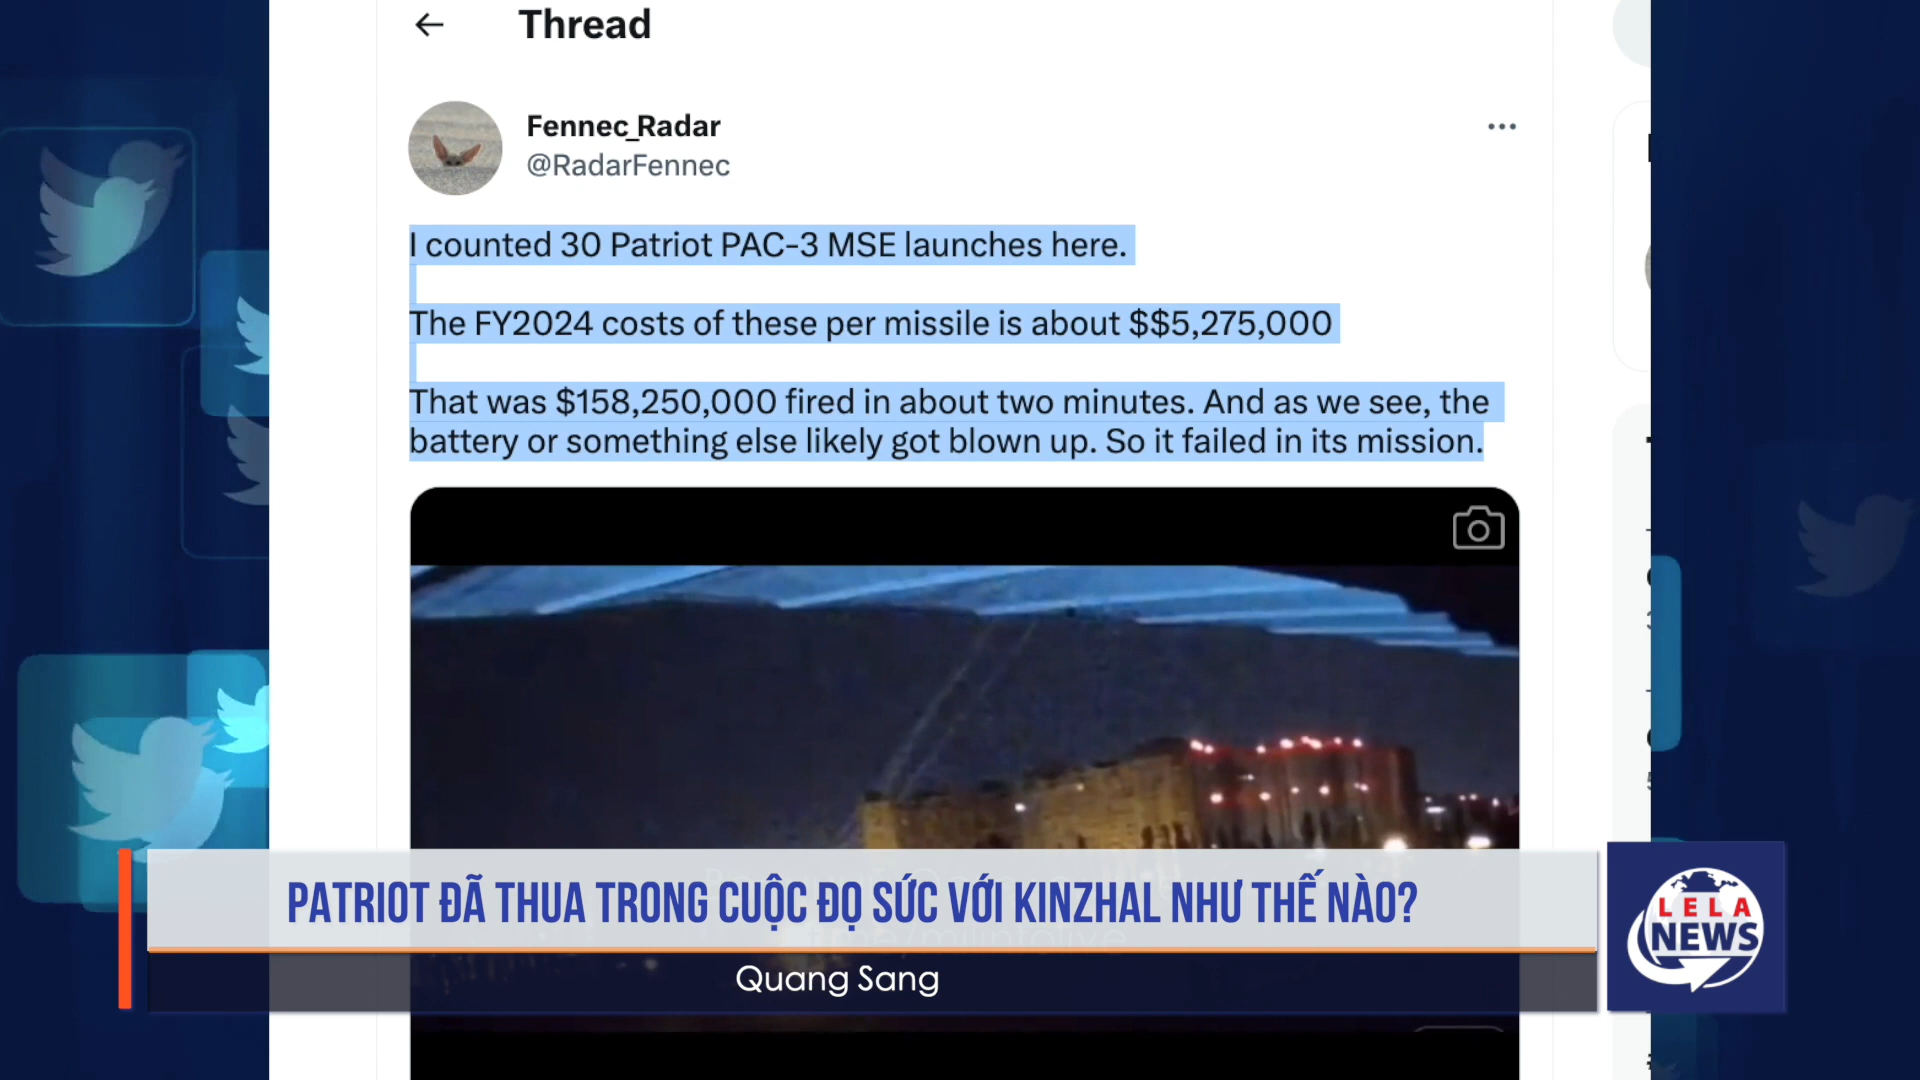 Thread
Fennec_Radar
@RadarFennec
I counted 30 Patriot PAC-3 MSE launches here.
The FY2024 costs of these per missile is about $$5,275,000
That was $158,250,000 fired in about two minutes. And as we see, the
battery or something else likely got blown up. So it failed in its mission.
PATRIOT ĐÃ THUA TRONG CUỘC ĐỌ SỨC VỚI KINZHAL NHƯ THẾ NÀO?
Quang Sang
LELA
NEWS